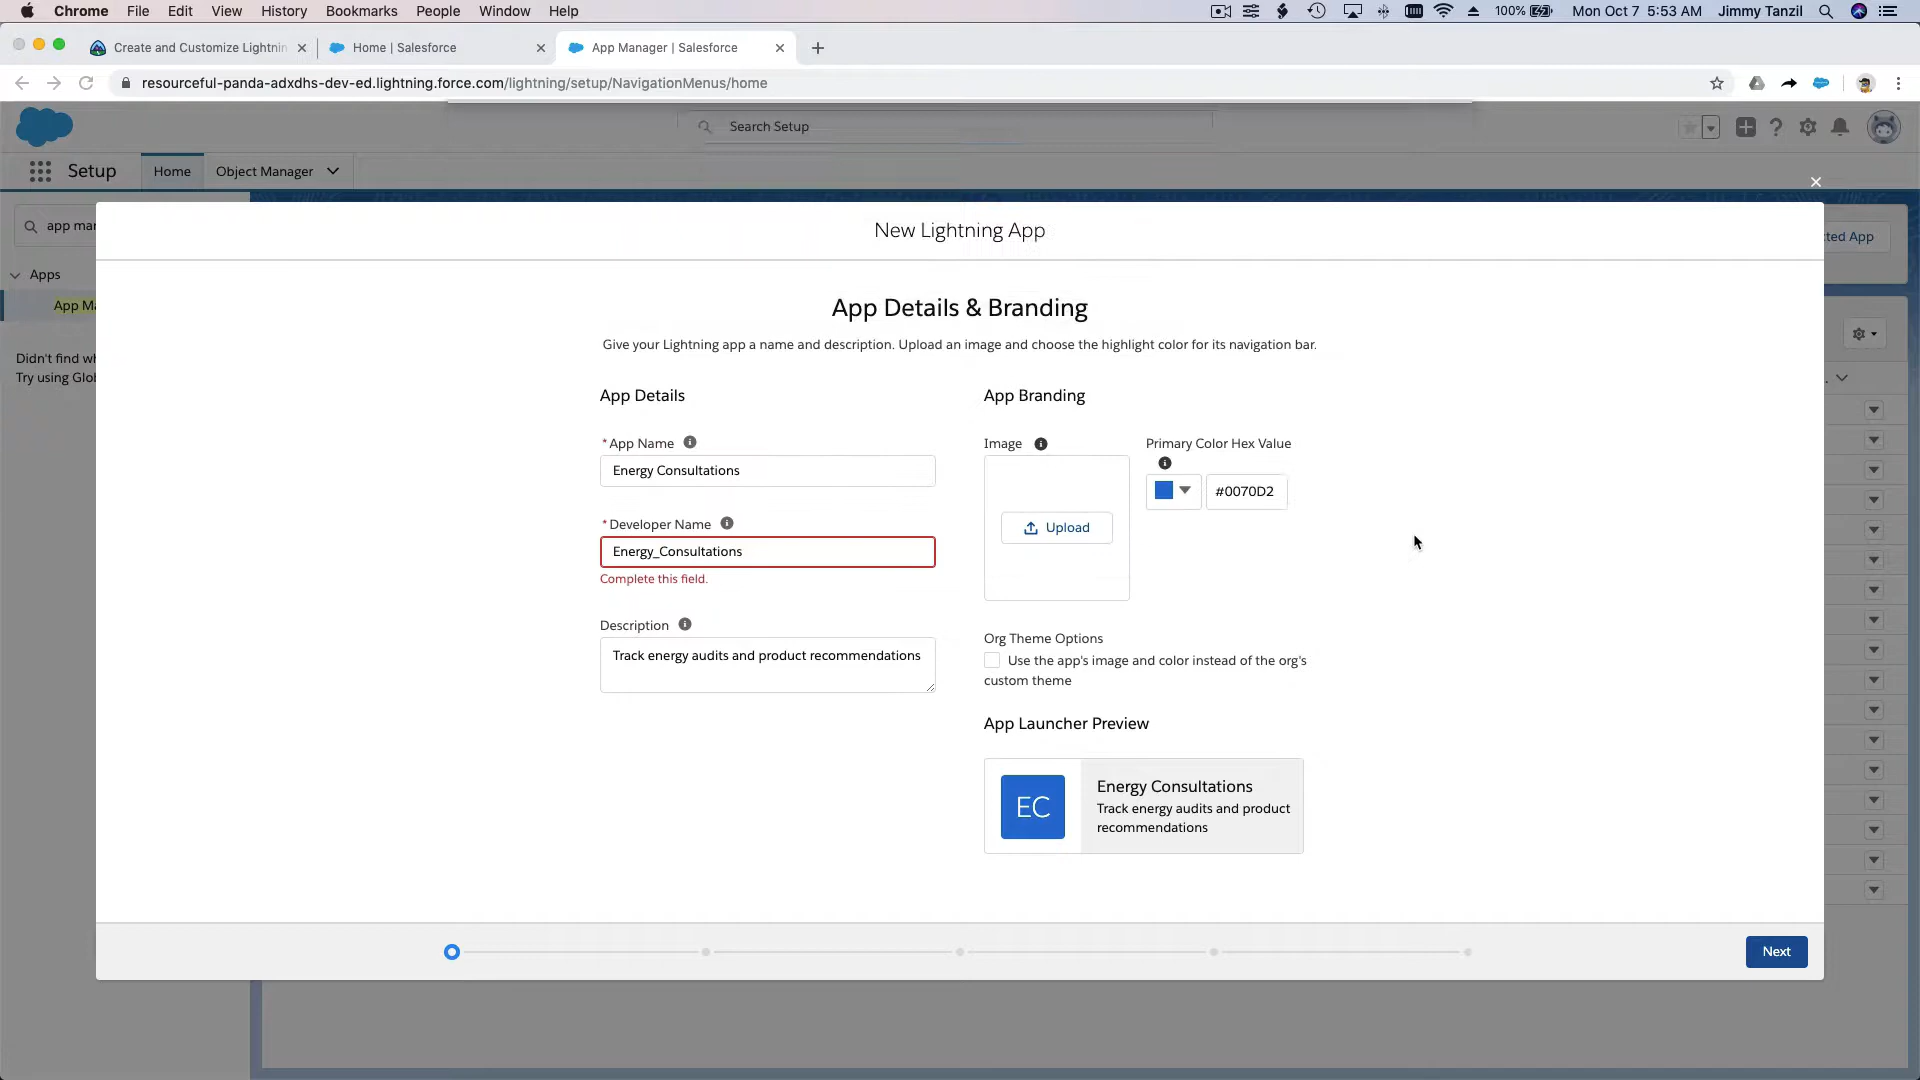 Chrome File Edit View History Bookmarks People Window Help 100% Mon Oct 7 5:53 AM Jimmy Tanzil
Create and Customize Lightnin
Home | Salesforce
App Manager | Salesforce
resourceful-panda-adxdhs-dev-ed.lightning.force.com/lightning/setup/NavigationMenus/home
Search Setup
Setup Home Object Manager
app mar
cted App
New Lightning App
Apps
App Ma
App Details & Branding
Didn't find wh
Try using Glob
Give your Lightning app a name and description. Upload an image and choose the highlight color for its navigation bar.
App Details
App Branding
*App Name
Energy Consultations
Image
Primary Color Hex Value
#0070D2
Upload
*Developer Name
Energy_Consultations
Complete this field.
Description
Track energy audits and product recommendations
Org Theme Options
Use the app's image and color instead of the org's
custom theme
App Launcher Preview
EC
Energy Consultations
Track energy audits and product
recommendations
Next